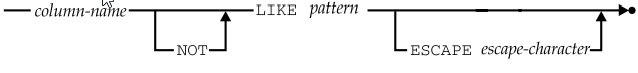 column-name LIKE pattern
NOT ESCAPE escape-character